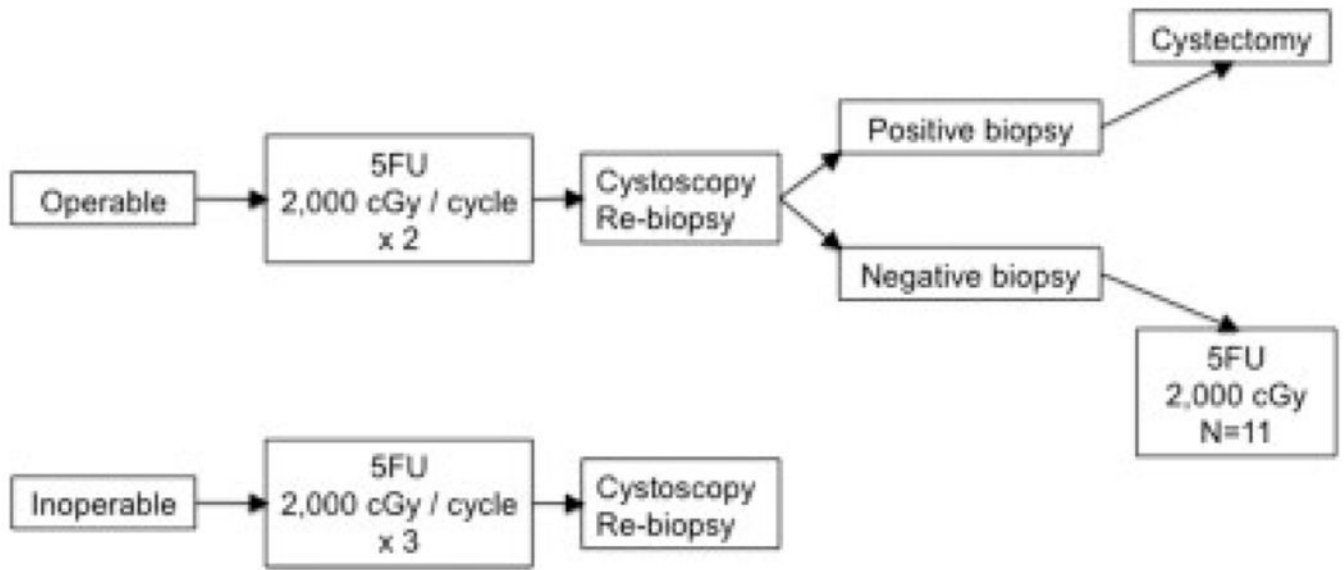 Operable
5FU
2,000 cGy / cycle
x 2
Cystoscopy
Re-biopsy
Positive biopsy
Cystectomy
Negative biopsy
5FU
2,000 cGy
N=11
Inoperable
5FU
2,000 cGy / cycle
x 3
Cystoscopy
Re-biopsy